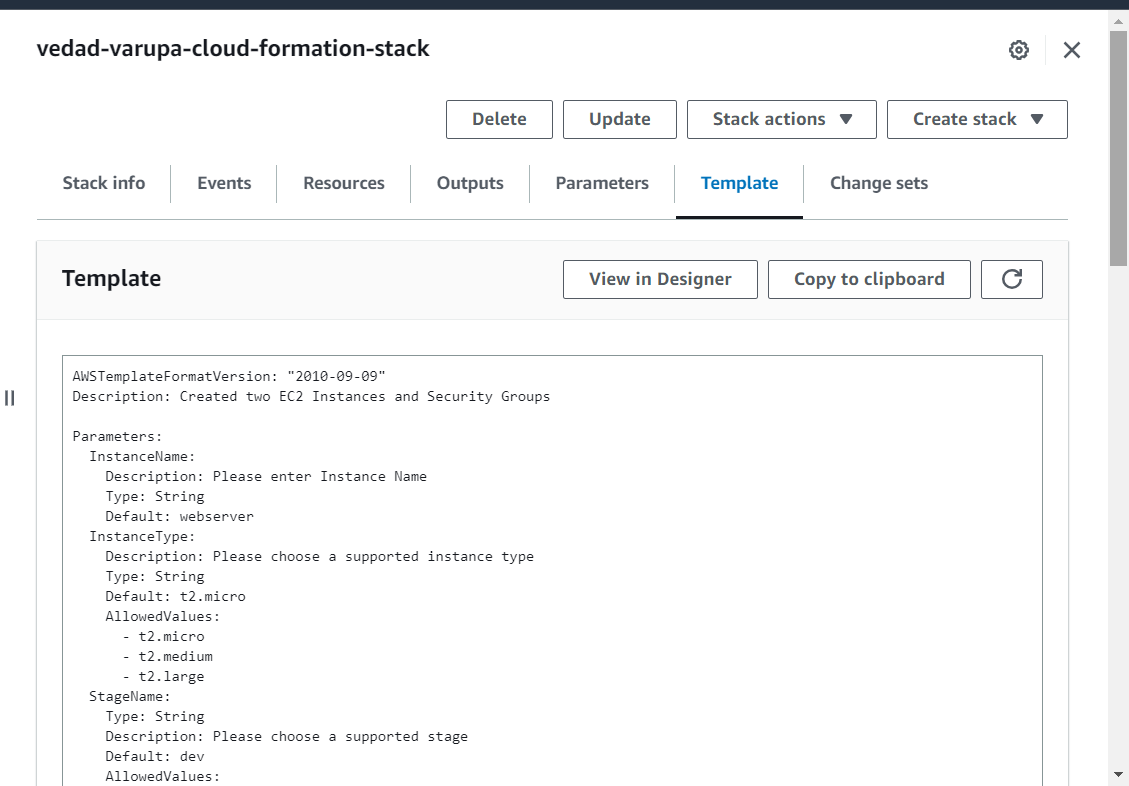 vedad-varupa-cloud-formation-stack
Delete
Update
Stack actions
Create stack
Stack info
Events
Resources
Outputs
Parameters
Template
Change sets
Template
View in Designer
Copy to clipboard
AWSTemplateFormatVersion: "2010-09-09"
Description: Created two EC2 Instances and Security Groups
Parameters:
  InstanceName:
    Description: Please enter Instance Name
    Type: String
    Default: webserver
  InstanceType:
    Description: Please choose a supported instance type
    Type: String
    Default: t2.micro
    AllowedValues:
      - t2.micro
      - t2.medium
      - t2.large
  StageName:
    Type: String
    Description: Please choose a supported stage
    Default: dev
    AllowedValues: